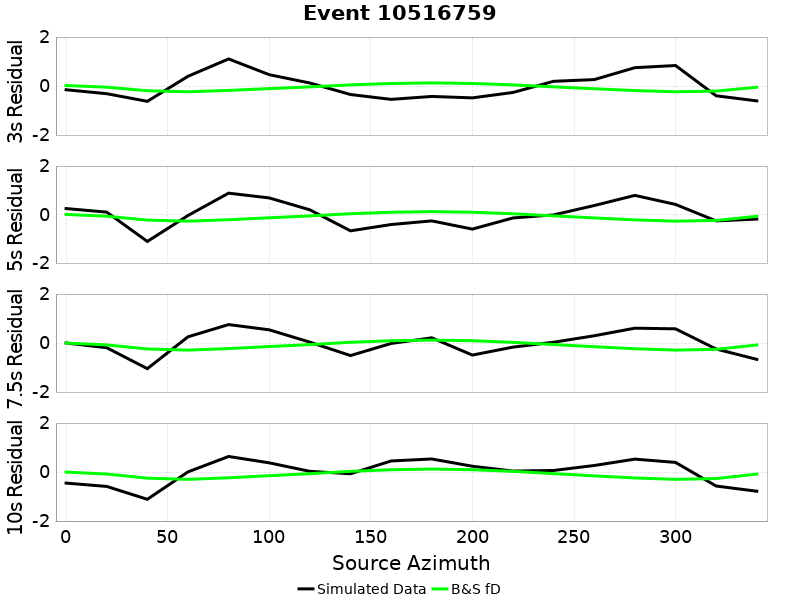 Event 10516759
3s Residual
2
0
-2
5s Residual
2
0
-2
7.5s Residual
2
0
-2
10s Residual
2
0
-2
0 50 100 150 200 250 300
Source Azimuth
Simulated Data B&S fD